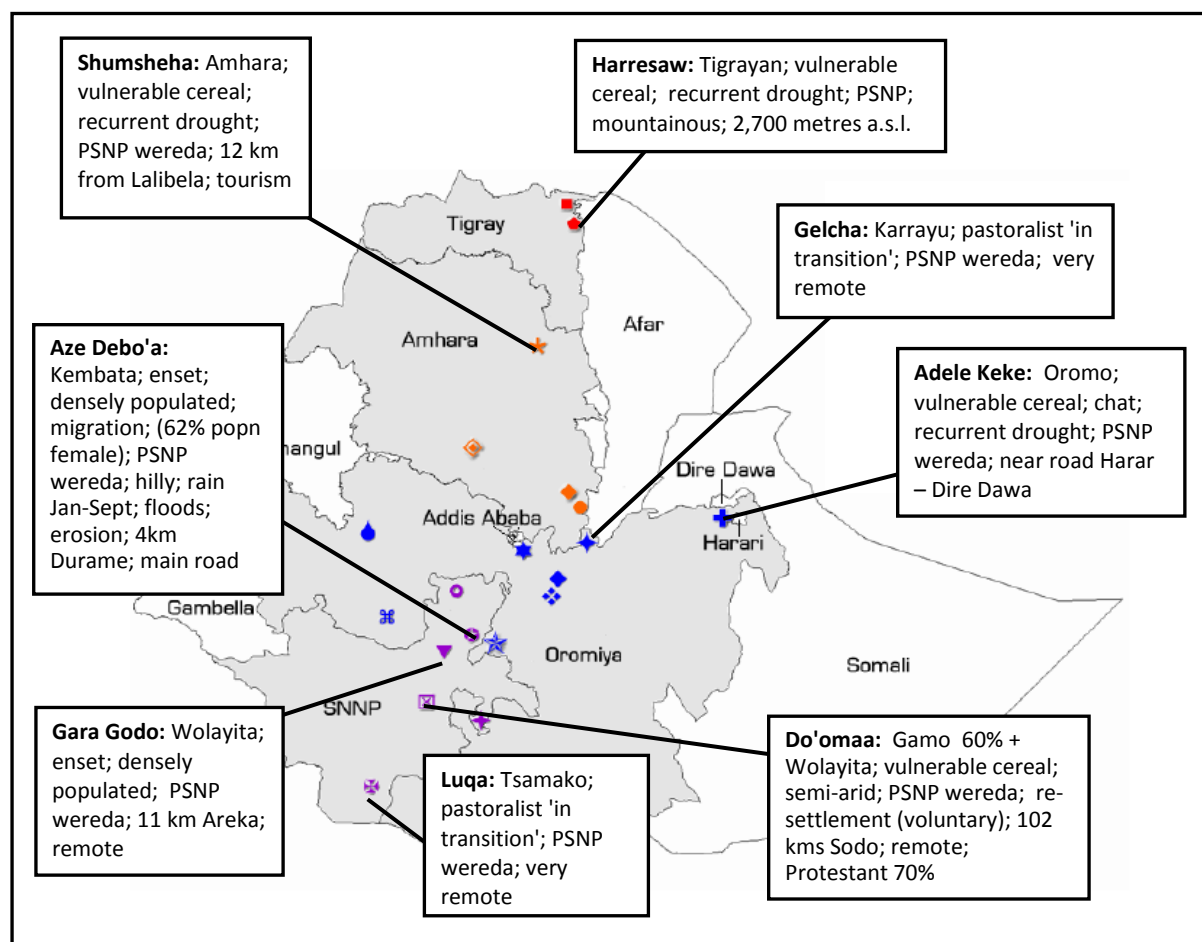 Shumsheha: Amhara;
vulnerable cereal;
recurrent drought;
PSNP wereda; 12 km
from Lalibela; tourism
Harresaw: Tigrayan; vulnerable
cereal; recurrent drought; PSNP;
mountainous; 2,700 metres a.s.l.
Tigray
Gelcha: Karrayu; pastoralist 'in
transition'; PSNP wereda; very
remote
Afar
Amhara
Aze Debo'a:
Kembata; enset;
densely populated;
migration; (62% popn
female); PSNP
wereda; hilly; rain
Jan-Sept; floods;
erosion; 4km
Durame; main road
Adele Keke: Oromo;
vulnerable cereal; chat;
recurrent drought; PSNP
wereda; near road Harar
– Dire Dawa
nangul
Dire Dawa
Addis Ababa
Harari
Gambella
Oromiya
Somali
SNNP
Gara Godo: Wolayita;
enset; densely
populated; PSNP
wereda; 11 km Areka;
remote
Luqa: Tsamako;
pastoralist 'in
transition'; PSNP
wereda; very
remote
Do'omaa: Gamo 60% +
Wolayita; vulnerable cereal;
semi-arid; PSNP wereda; re-
settlement (voluntary); 102
kms Sodo; remote;
Protestant 70%